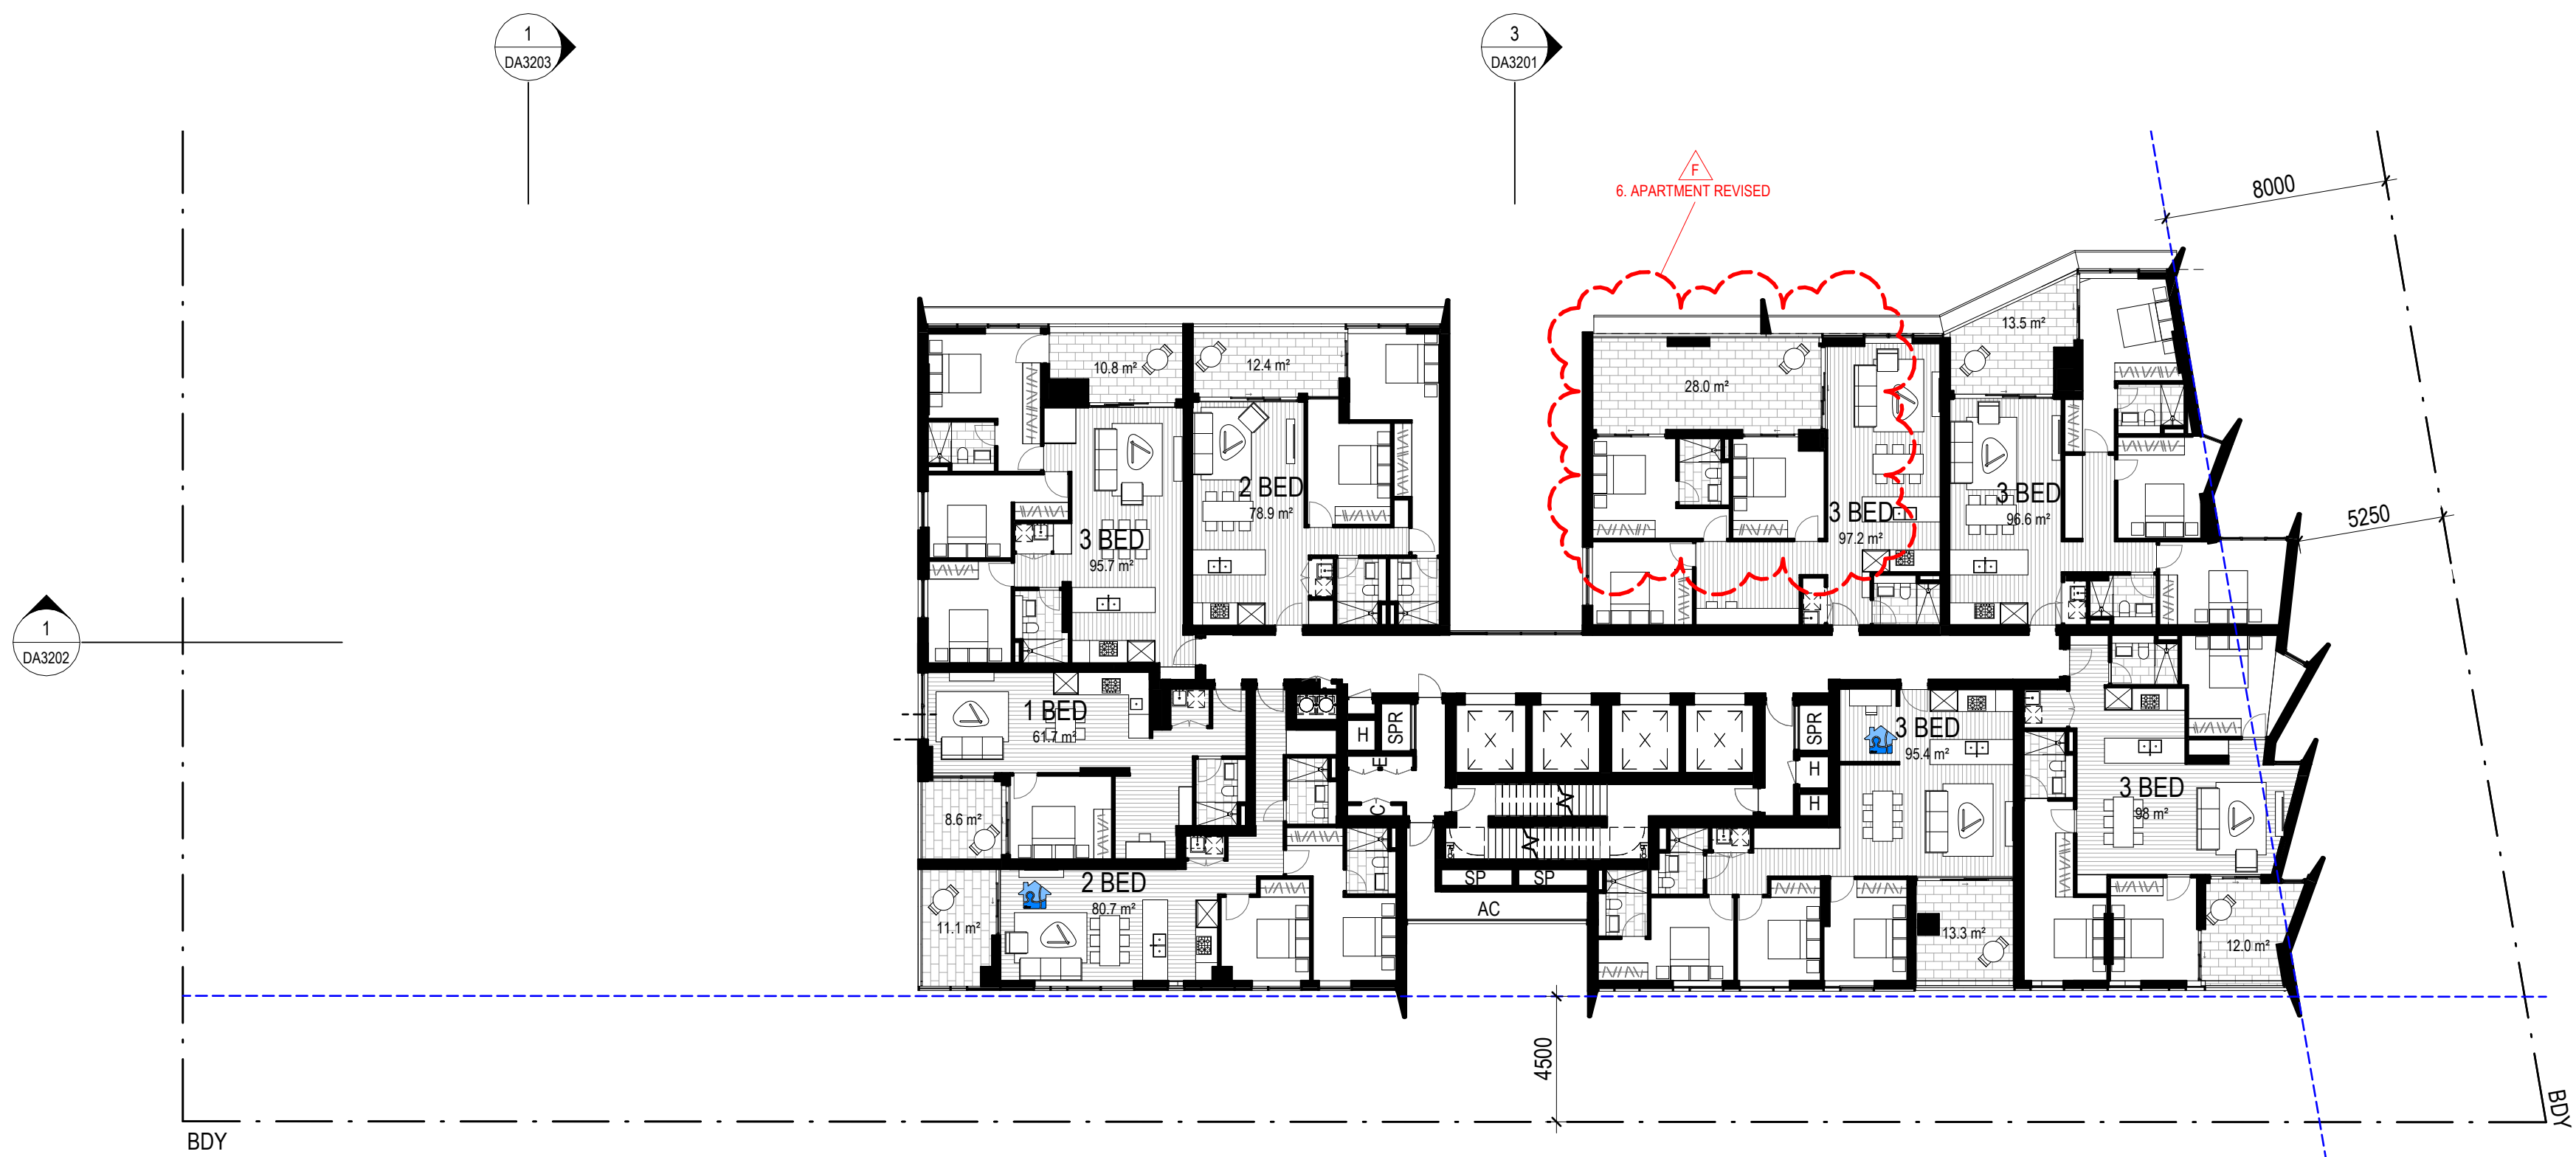 1
DA3203
3
DA3201
F
6. APARTMENT REVISED
8000
5250
13.5 m²
10.8 m²
12.4 m²
28.0 m²
2 BED
78.9 m²
3 BED
95.7 m²
3 BED
97.2 m²
3 BED
96.6 m²
1
DA3202
1 BED
61.7 m²
H
SPR
SPR
3 BED
95.4 m²
E
H
H
C
3 BED
98 m²
8.6 m²
2 BED
80.7 m²
11.1 m²
SP
SP
AC
13.3 m²
12.0 m²
4500
BDY
BDY